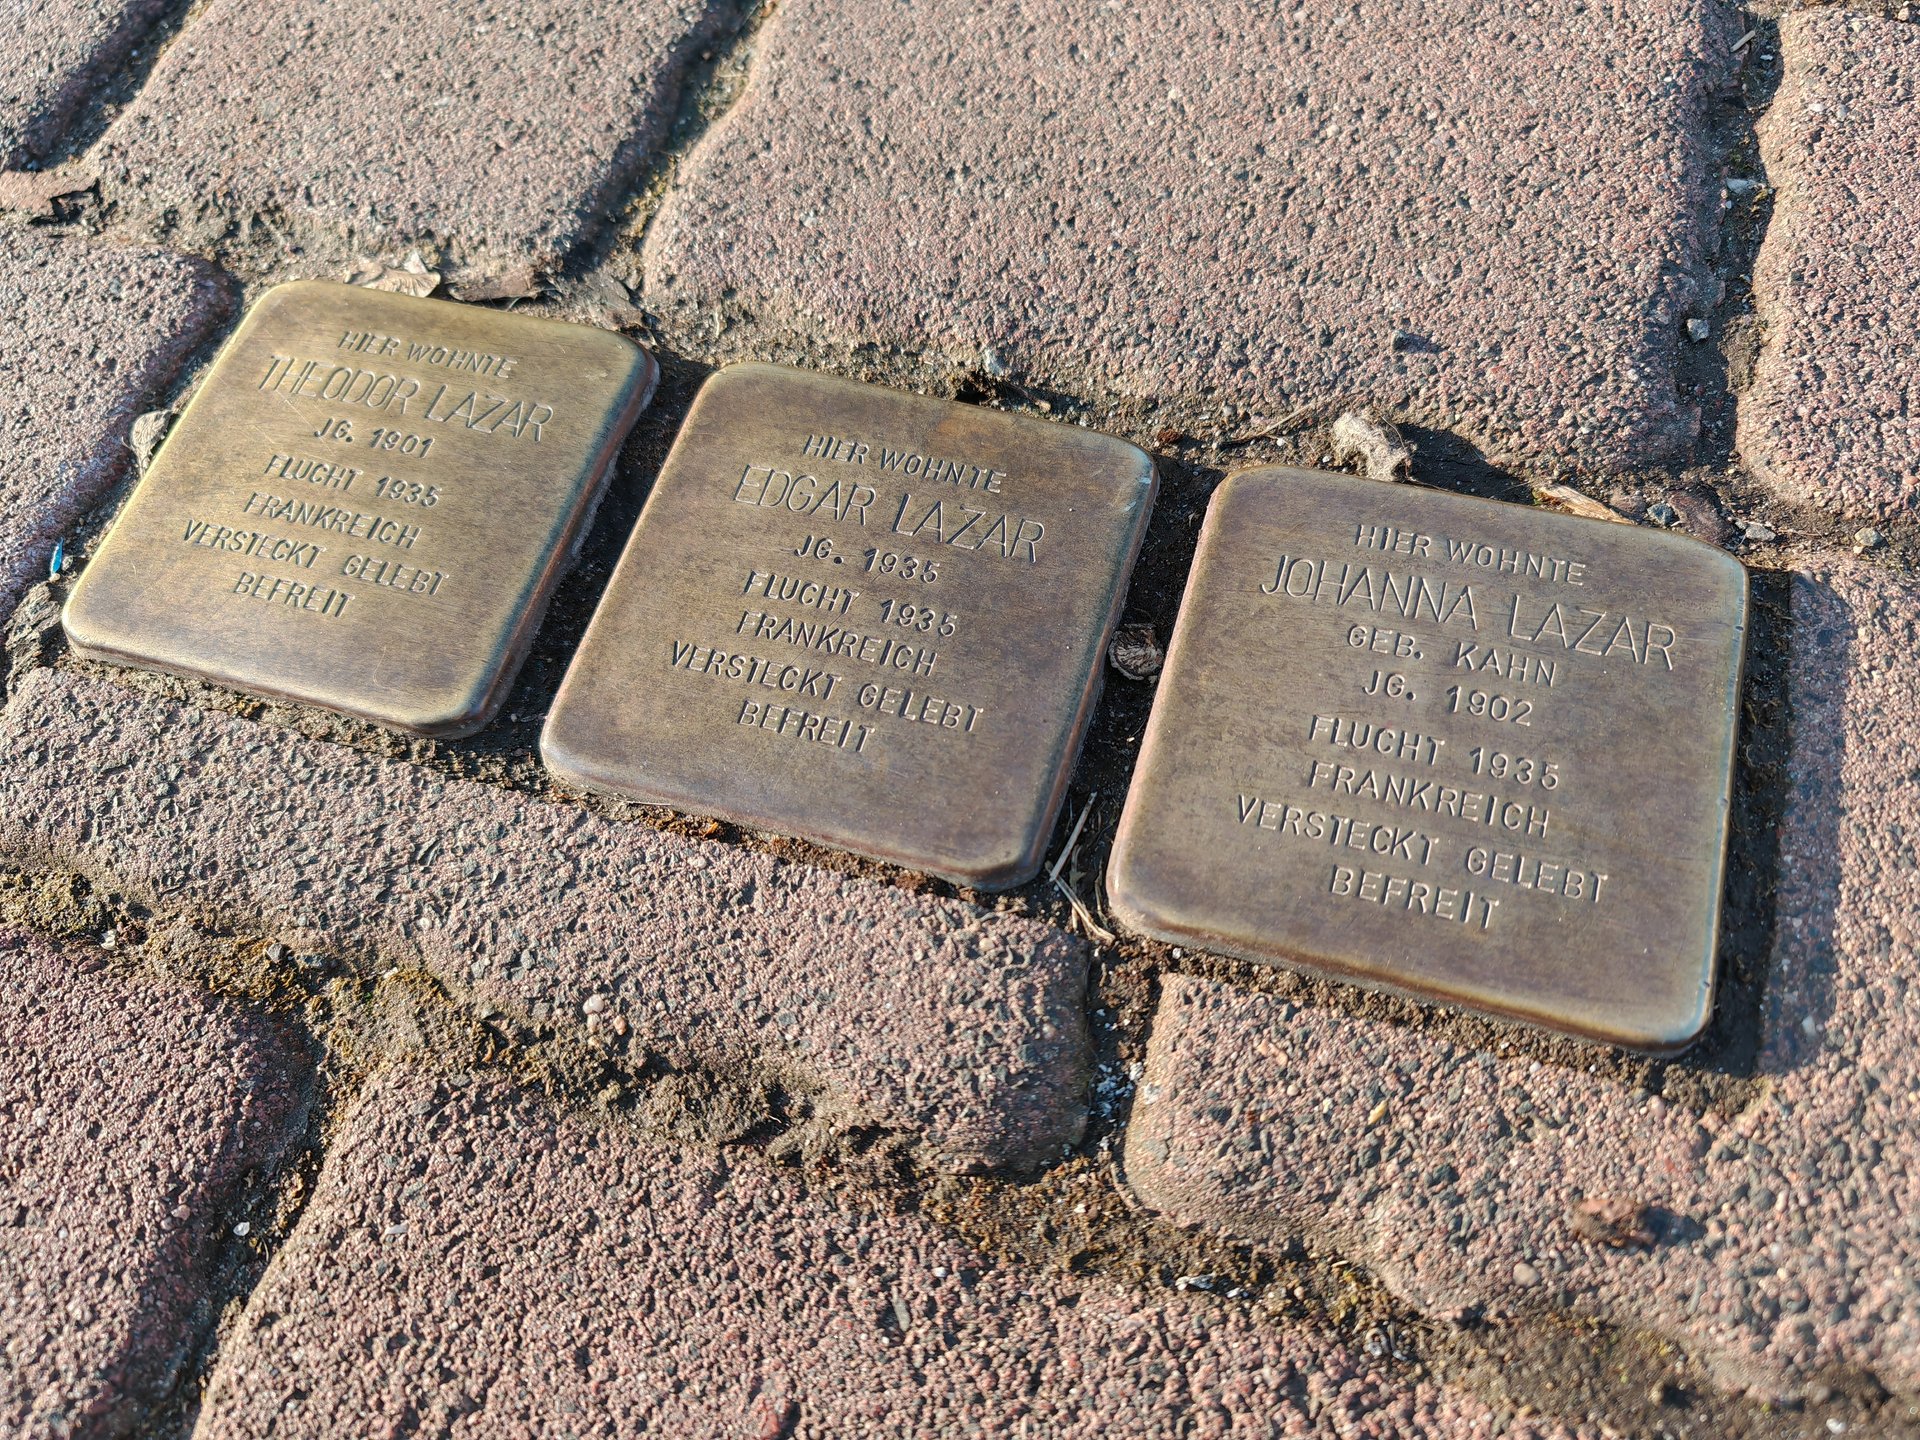 HIER WOHNTE
THEODOR LAZAR
JG. 1901
FLUCHT 1935
FRANKREICH
VERSTECKT GELEBT
BEFREIT
HIER WOHNTE
EDGAR LAZAR
JG. 1935
FLUCHT 1935
FRANKREICH
VERSTECKT GELEBT
BEFREIT
HIER WOHNTE
JOHANNA LAZAR
GEB. KAHN
JG. 1902
FLUCHT 1935
FRANKREICH
VERSTECKT GELEBT
BEFREIT